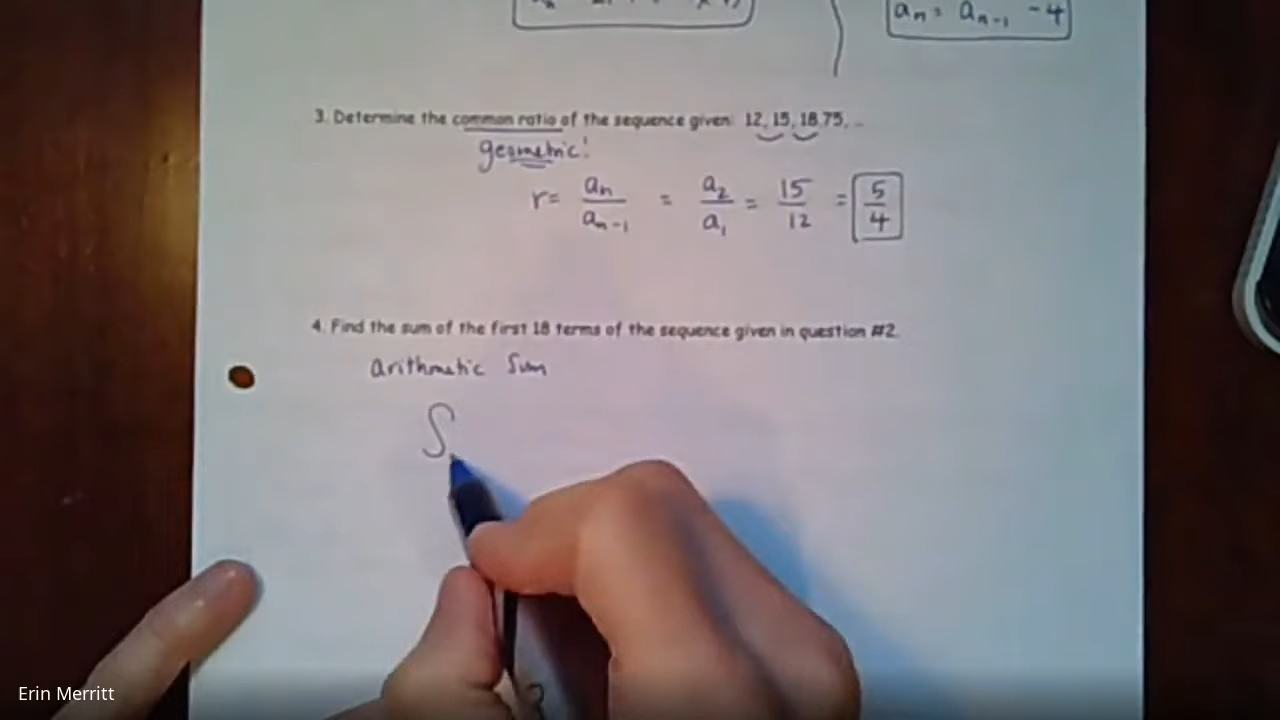 aₙ = aₙ₋₁ - 4
3. Determine the common ratio of the sequence given: 12, 15, 18.75, ...
geometric!
r = aₙ / aₙ₋₁ = a₂ / a₁ = 15 / 12 = 5 / 4
4. Find the sum of the first 18 terms of the sequence given in question #2.
arithmetic Sum
S
Erin Merritt